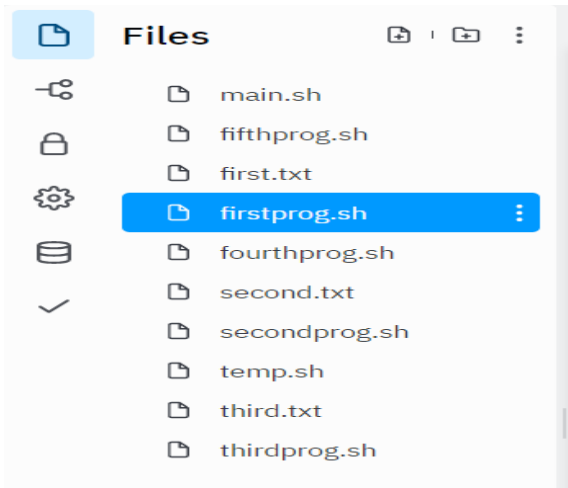 Files
main.sh
fifthprog.sh
first.txt
firstprog.sh
fourthprog.sh
second.txt
secondprog.sh
temp.sh
third.txt
thirdprog.sh